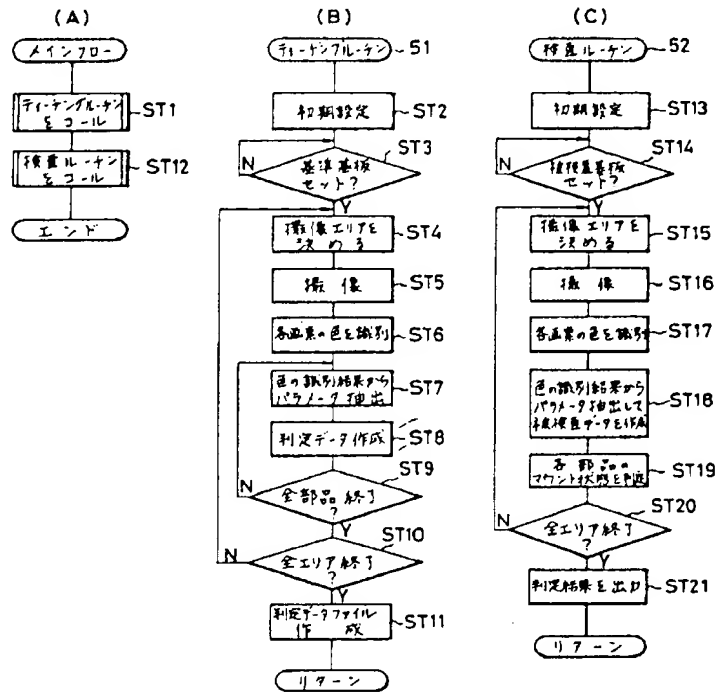 (A)
メインフロー
ティーチングルーチン
をコール
ST1
検査ルーチン
をコール
ST12
エンド
(B)
ティーチングルーチン
51
初期設定
ST2
ST3
N
基準基板
セット?
Y
撮像エリアを
決める
ST4
撮像
ST5
各画素の色を識別
ST6
色の識別結果から
パラメータ抽出
ST7
判定データ作成
ST8
ST9
N
全部品終了
?
Y
ST10
N
全エリア終了
?
Y
判定データファイル
作成
ST11
リターン
(C)
検査ルーチン
52
初期設定
ST13
ST14
N
被検査基板
セット?
Y
撮像エリアを
決める
ST15
撮像
ST16
各画素の色を識別
ST17
色の識別結果から
パラメータ抽出して
被検査データを作成
ST18
各部品の
マウント状態を判定
ST19
ST20
N
全エリア終了
?
Y
判定結果を出力
ST21
リターン